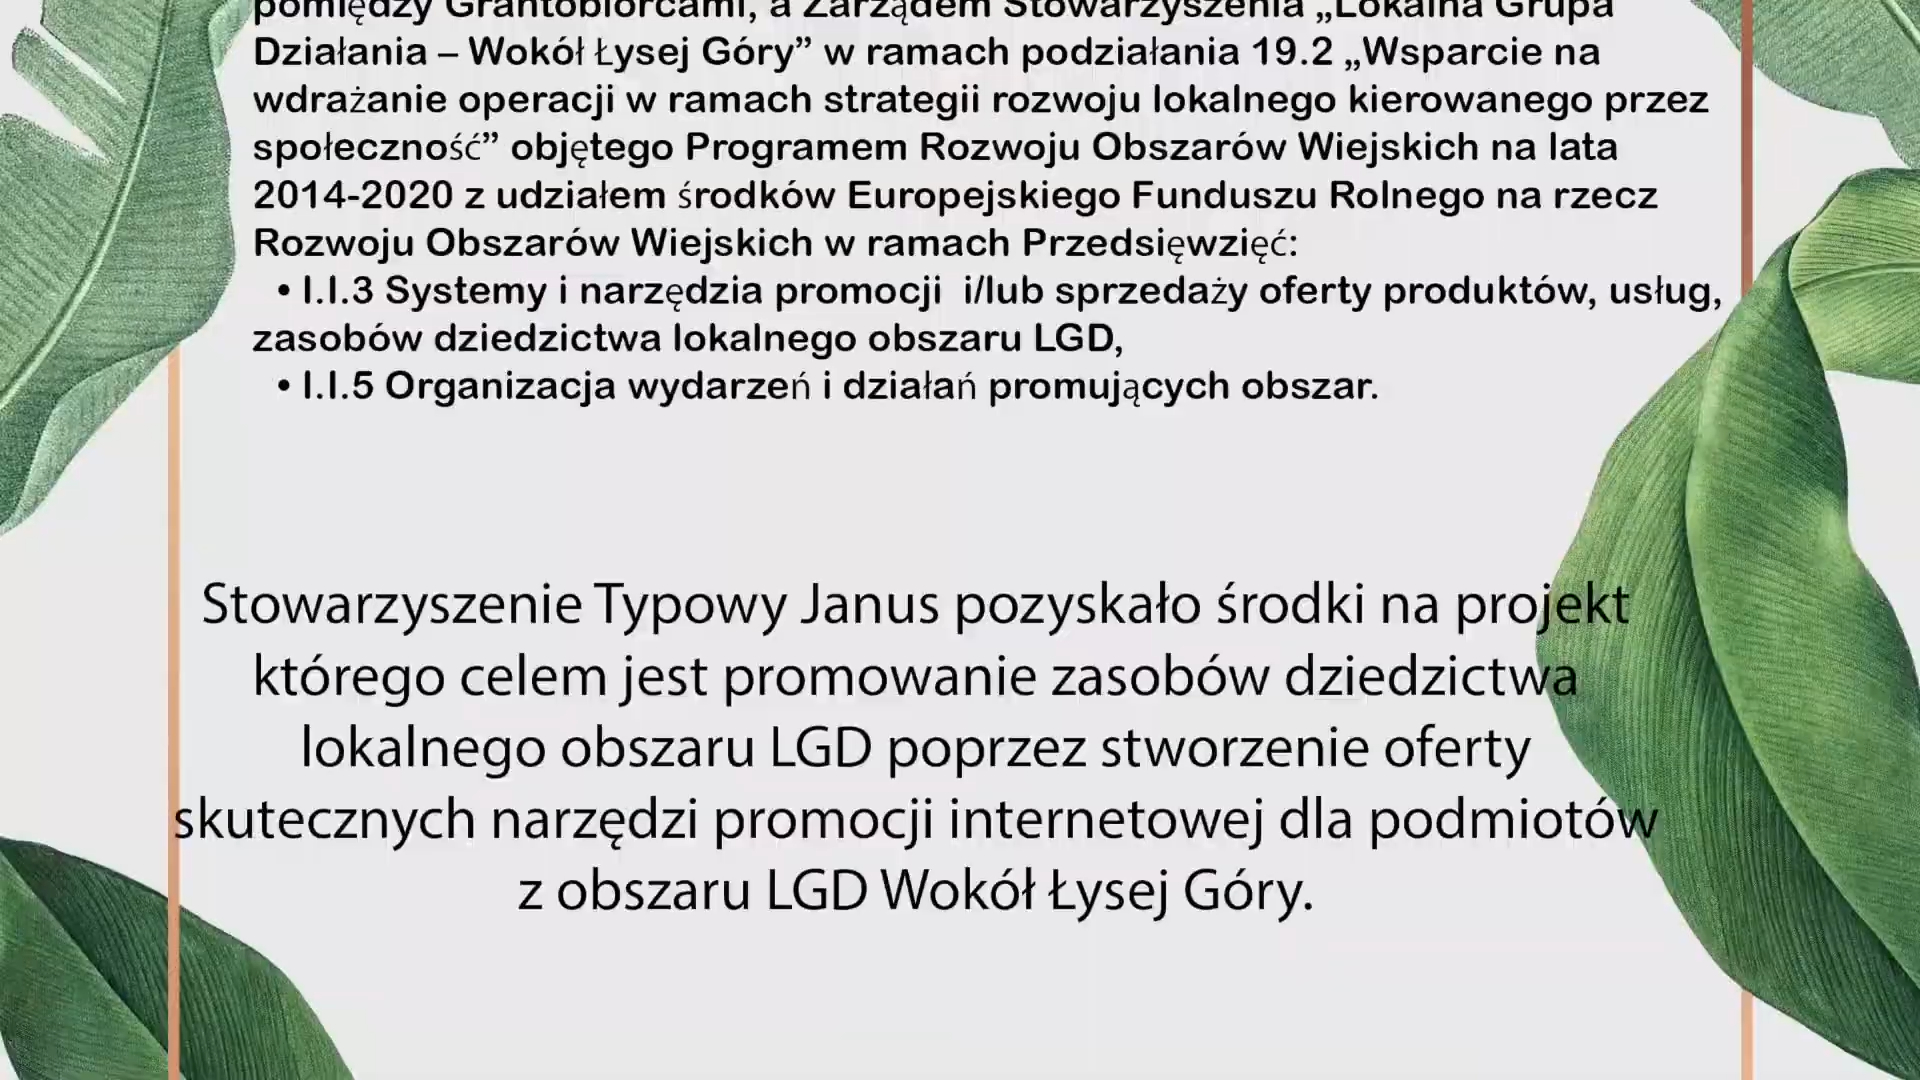 pomiędzy Grantobiorcami, a Zarządem Stowarzyszenia „Lokalna Grupa
Działania – Wokół Łysej Góry” w ramach podziałania 19.2 „Wsparcie na
wdrażanie operacji w ramach strategii rozwoju lokalnego kierowanego przez
społeczność” objętego Programem Rozwoju Obszarów Wiejskich na lata
2014-2020 z udziałem środków Europejskiego Funduszu Rolnego na rzecz
Rozwoju Obszarów Wiejskich w ramach Przedsięwzięć:
• I.I.3 Systemy i narzędzia promocji i/lub sprzedaży oferty produktów, usług,
zasobów dziedzictwa lokalnego obszaru LGD,
• I.I.5 Organizacja wydarzeń i działań promujących obszar.
Stowarzyszenie Typowy Janus pozyskało środki na projekt
którego celem jest promowanie zasobów dziedzictwa
lokalnego obszaru LGD poprzez stworzenie oferty
skutecznych narzędzi promocji internetowej dla podmiotów
z obszaru LGD Wokół Łysej Góry.